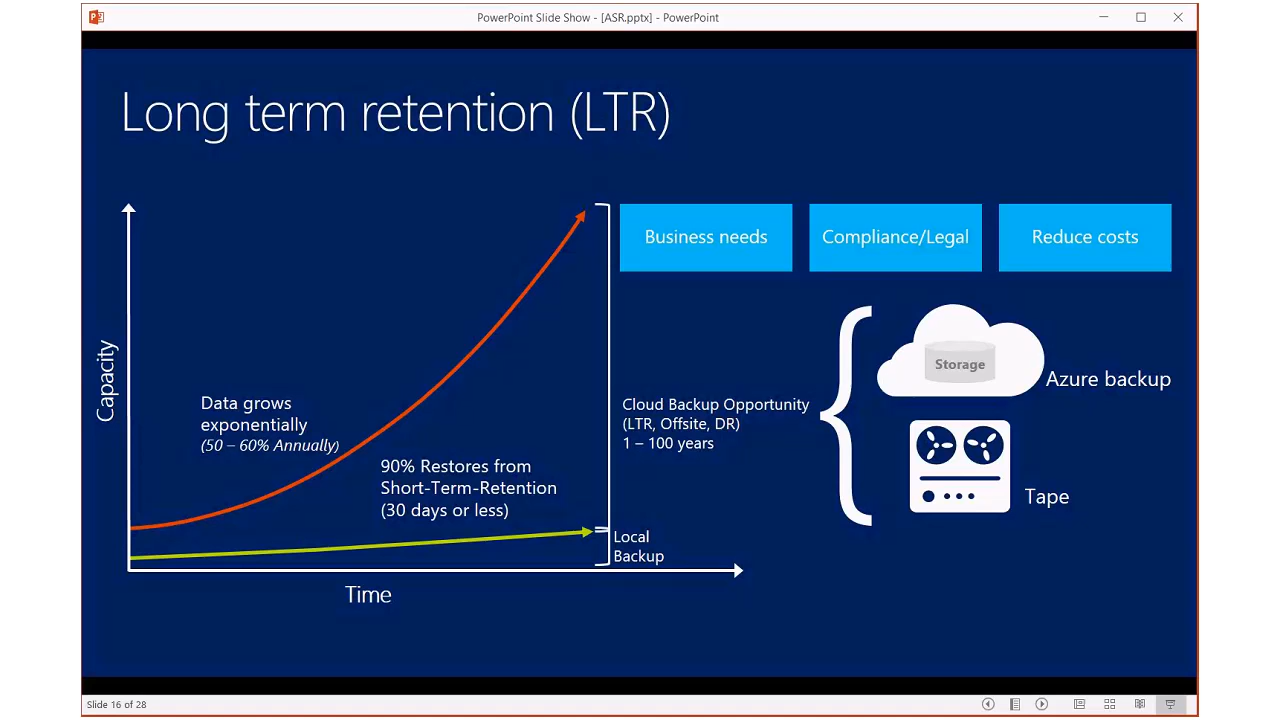 PowerPoint Slide Show - [ASR.pptx] - PowerPoint
Long term retention (LTR)
Business needs
Compliance/Legal
Reduce costs
Capacity
Data grows
exponentially
(50 – 60% Annually)
90% Restores from
Short-Term-Retention
(30 days or less)
Cloud Backup Opportunity
(LTR, Offsite, DR)
1 – 100 years
Storage
Azure backup
Tape
Local
Backup
Time
Slide 16 of 28